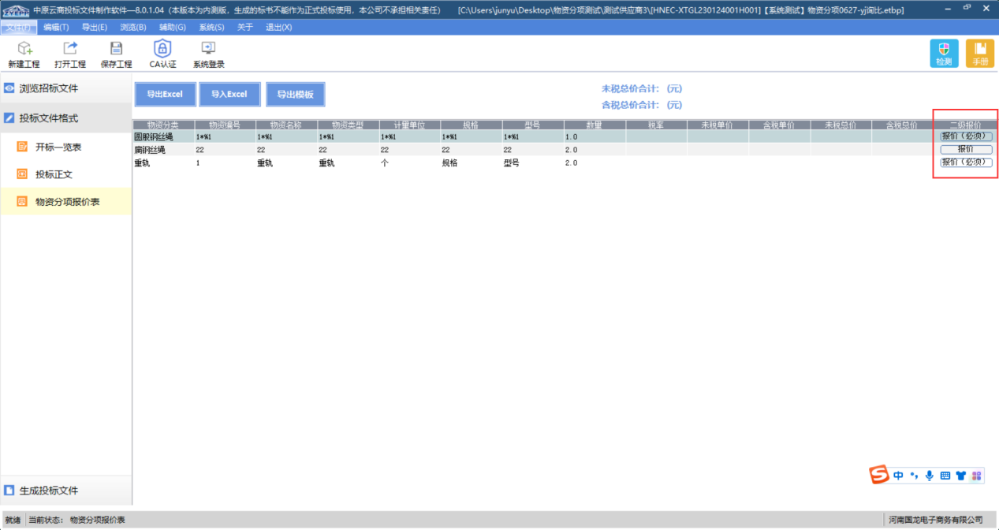 ZYEPP 中原云商投标文件制作软件—8.0.1.04（本版本为内测版，生成的标书不能作为正式投标使用，本公司不承担相关责任） [C:\Users\junyu\Desktop\物资分项测试\测试供应商3\[HNEC-XTGL230124001H001]【系统测试】物资分项0627-yj询比.etbp]
文件(F) 编辑(T) 导出(E) 浏览(B) 辅助(G) 系统(S) 关于 退出(X)
新建工程 打开工程 保存工程 CA认证 系统登录 检测 手册
浏览招标文件
投标文件格式
开标一览表
投标正文
物资分项报价表
生成投标文件
导出Excel 导入Excel 导出模板
未税总价合计： (元)
含税总价合计： (元)
物资分类 物资编号 物资名称 物资类型 计量单位 规格 型号 数量 税率 未税单价 含税单价 未税总价 含税总价 二级报价
圆股钢丝绳 1*%1 1*%1 1*%1 1*%1 1*%1 1*%1 1.0 报价（必须）
扁钢丝绳 22 22 22 22 22 22 2.0 报价
重轨 1 重轨 重轨 个 规格 型号 2.0 报价（必须）
S 中
就绪 当前状态： 物资分项报价表 河南国龙电子商务有限公司